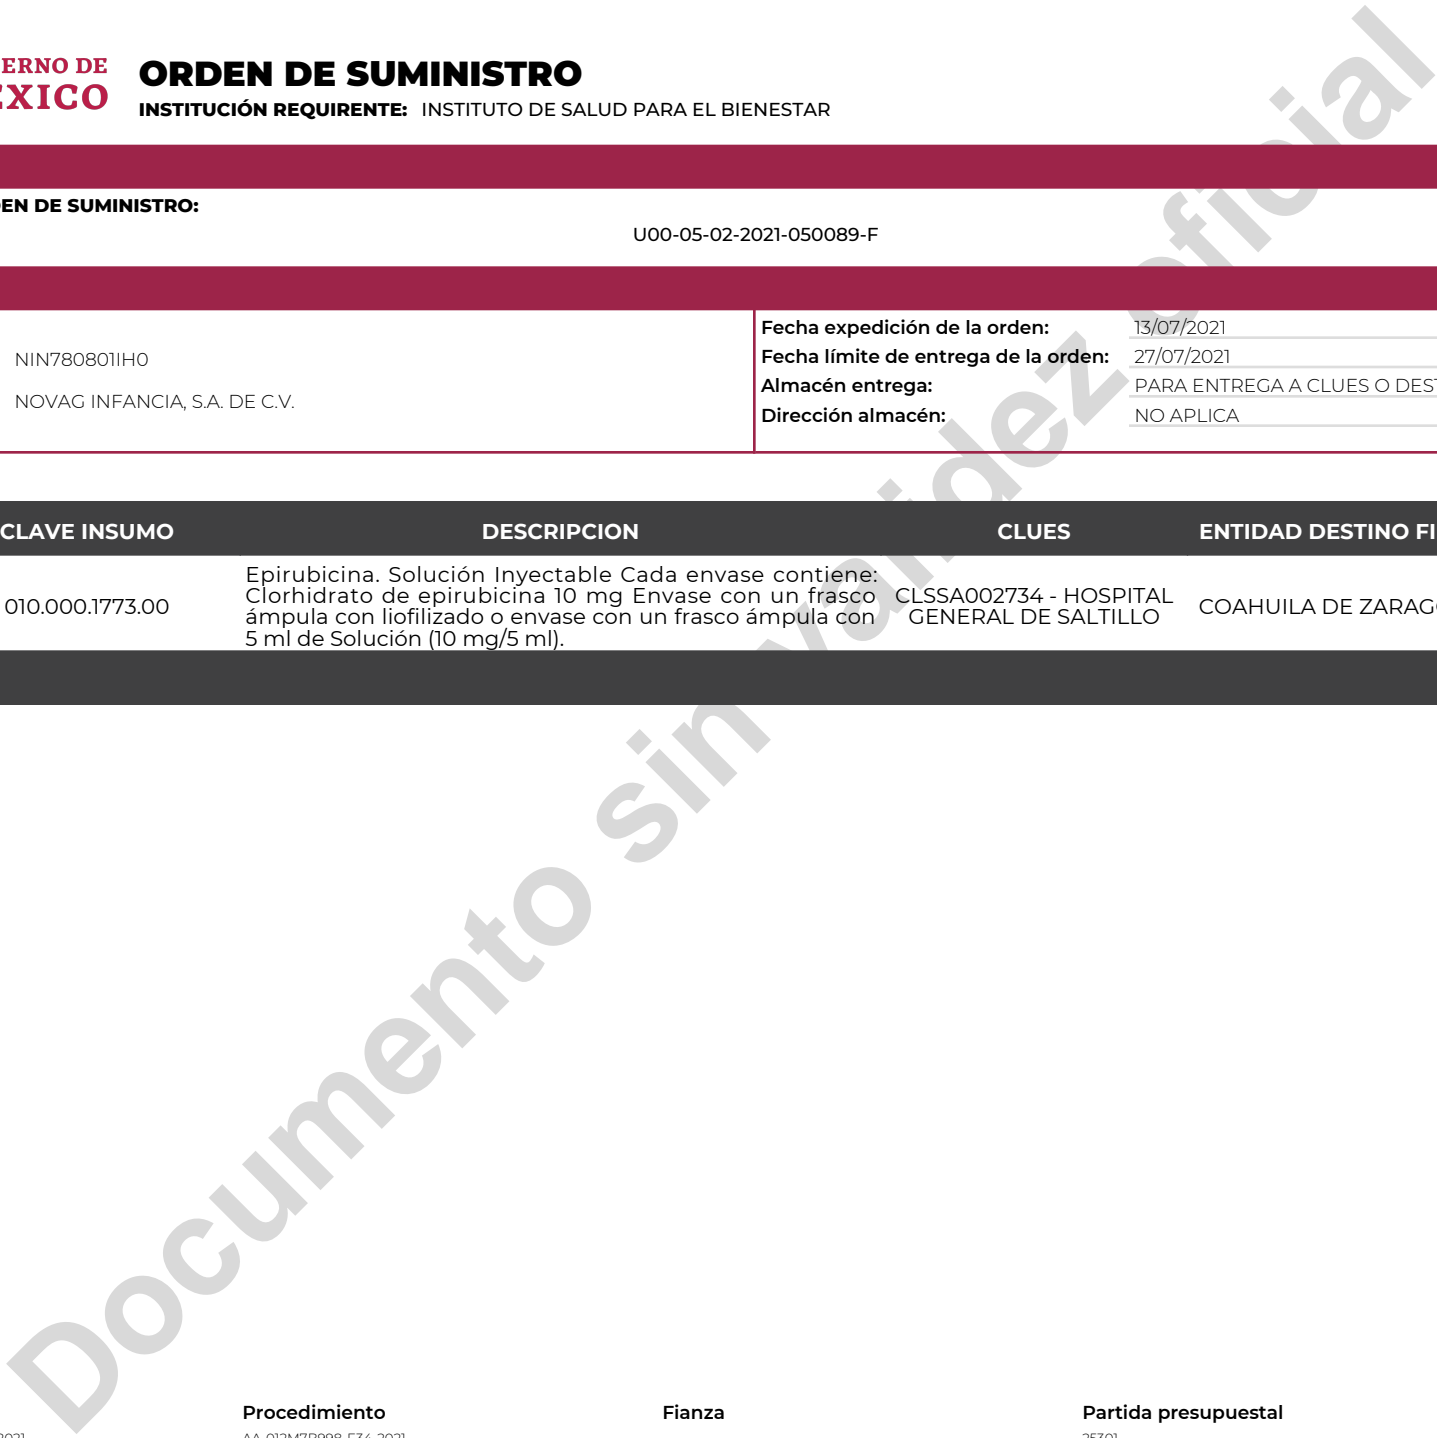 ERNO DE
EXICO
ORDEN DE SUMINISTRO
INSTITUCIÓN REQUIRENTE: INSTITUTO DE SALUD PARA EL BIENESTAR
EN DE SUMINISTRO:
U00-05-02-2021-050089-F
NIN780801IH0
NOVAG INFANCIA, S.A. DE C.V.
Fecha expedición de la orden: 13/07/2021
Fecha límite de entrega de la orden: 27/07/2021
Almacén entrega: PARA ENTREGA A CLUES O DEST
Dirección almacén: NO APLICA
CLAVE INSUMO DESCRIPCION CLUES ENTIDAD DESTINO FI
010.000.1773.00
Epirubicina. Solución Inyectable Cada envase contiene:
Clorhidrato de epirubicina 10 mg Envase con un frasco
ámpula con liofilizado o envase con un frasco ámpula con
5 ml de Solución (10 mg/5 ml).
CLSSA002734 - HOSPITAL
GENERAL DE SALTILLO
COAHUILA DE ZARAG
Documento sin validez oficial
Procedimiento Fianza Partida presupuestal